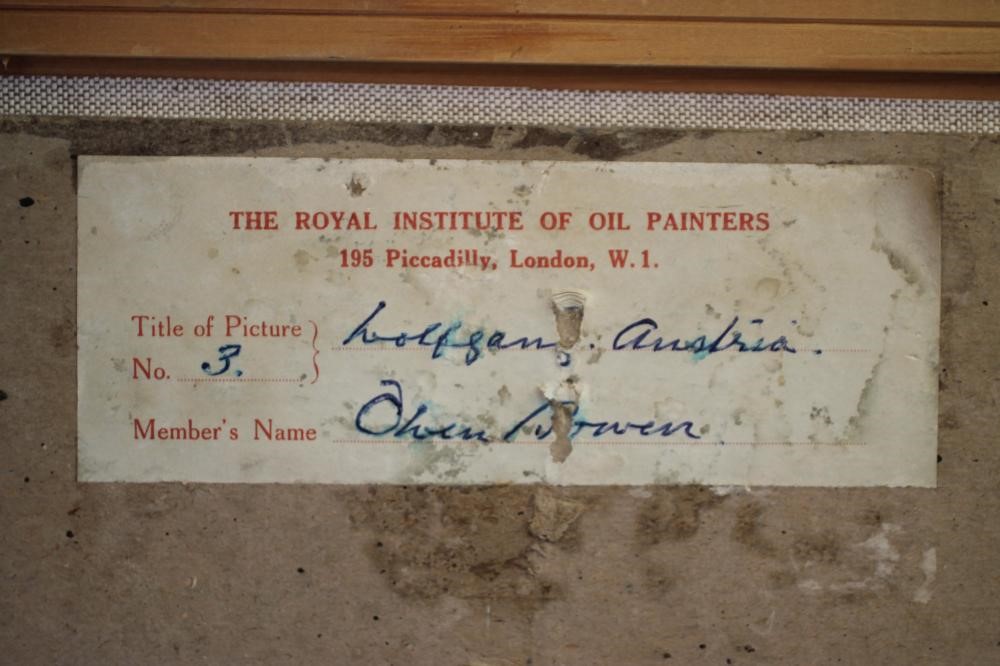 THE ROYAL INSTITUTE OF OIL PAINTERS
195 Piccadilly, London, W.1.
Title of Picture Wolfgang. Austria.
No. 3.
Member's Name Owen Bowen